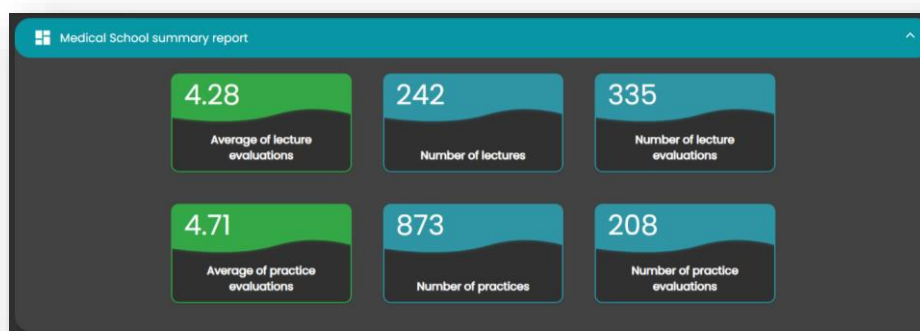 Medical School summary report
4.28
Average of lecture
evaluations
242
Number of lectures
335
Number of lecture
evaluations
4.71
Average of practice
evaluations
873
Number of practices
208
Number of practice
evaluations